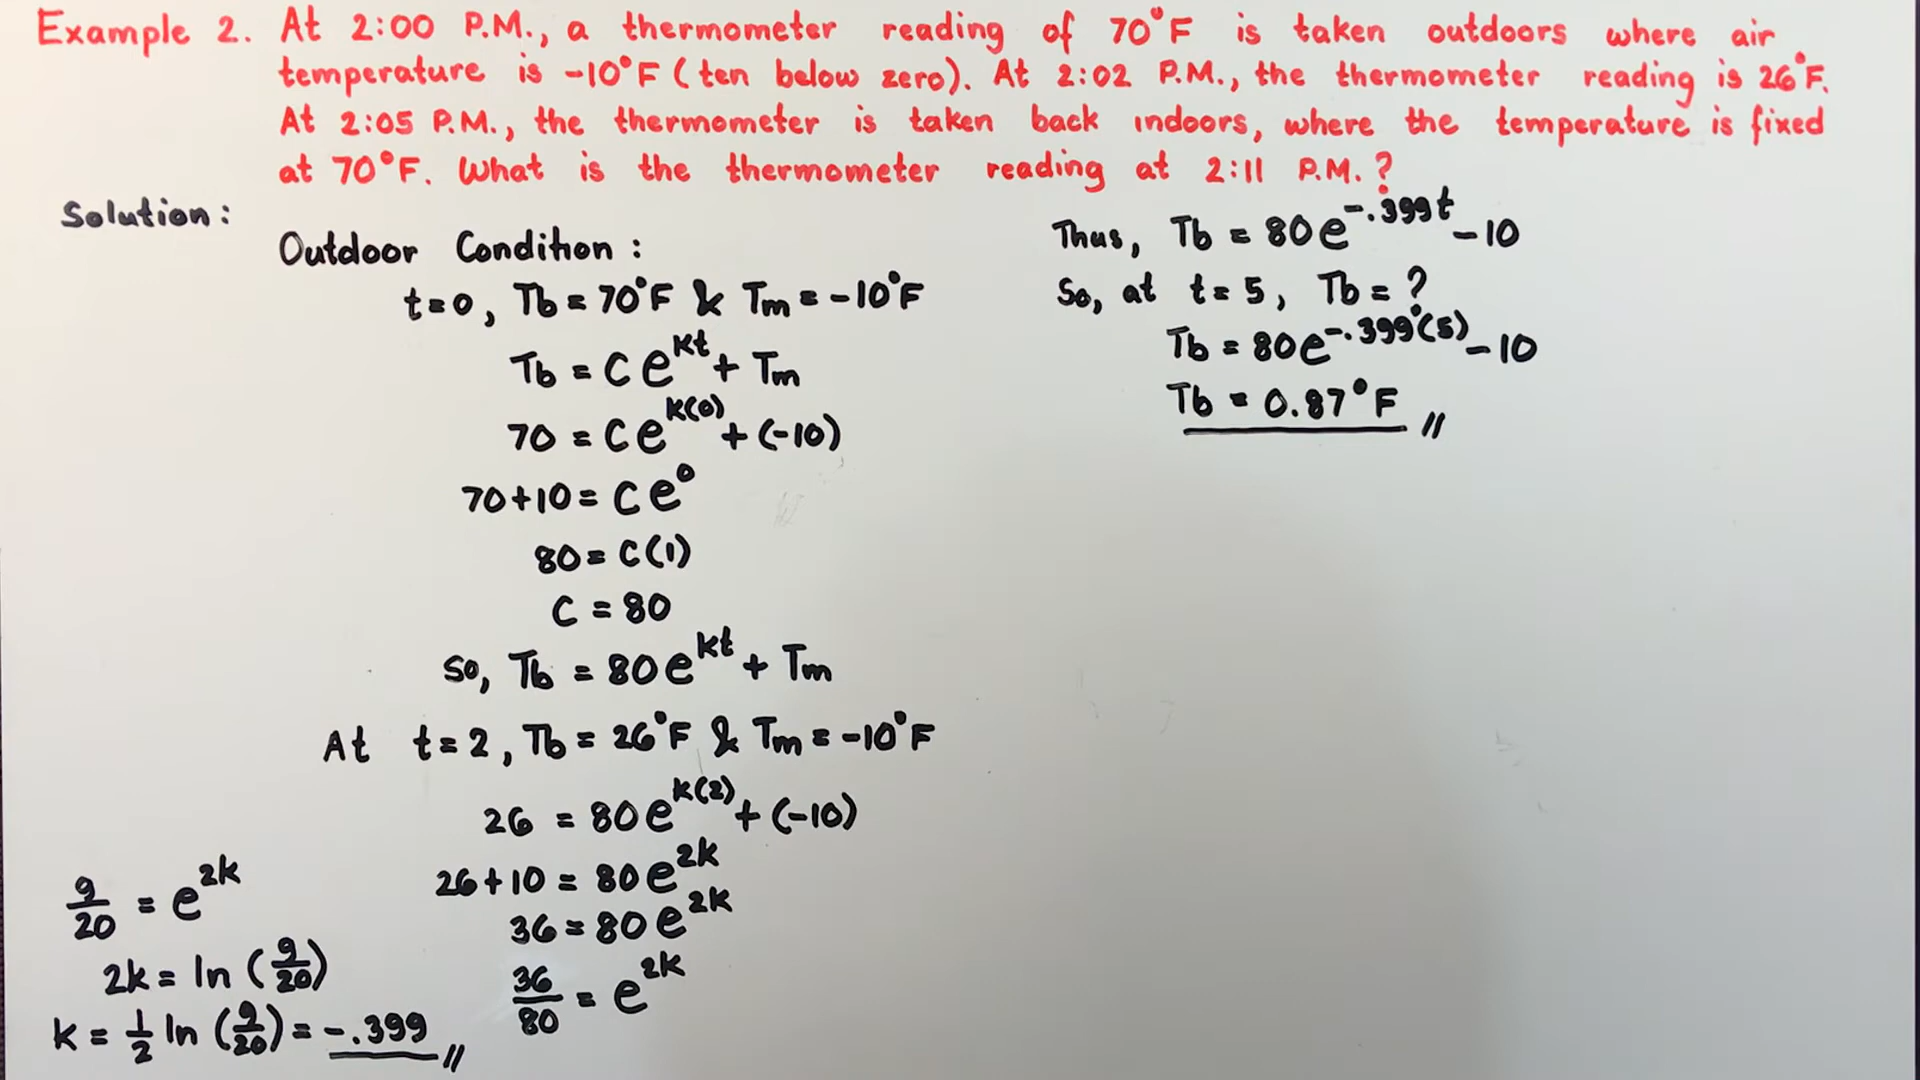 Example 2. At 2:00 P.M., a thermometer reading of 70°F is taken outdoors where air
temperature is -10°F (ten below zero). At 2:02 P.M., the thermometer reading is 26°F.
At 2:05 P.M., the thermometer is taken back indoors, where the temperature is fixed
at 70°F. What is the thermometer reading at 2:11 P.M.?
Solution:
Outdoor Condition:
t=0, Tb = 70°F & Tm = -10°F
Tb = Ce^{kt} + Tm
70 = Ce^{k(0)} + (-10)
70+10 = Ce^0
80 = C(1)
C = 80
So, Tb = 80e^{kt} + Tm
At t=2, Tb = 26°F & Tm = -10°F
26 = 80e^{k(2)} + (-10)
26+10 = 80e^{2k}
36 = 80e^{2k}
36/80 = e^{2k}
9/20 = e^{2k}
2k = ln(9/20)
k = 1/2 ln(9/20) = -.399 //
Thus, Tb = 80e^{-.399t} - 10
So, at t = 5, Tb = ?
Tb = 80e^{-.399(5)} - 10
Tb = 0.87°F //